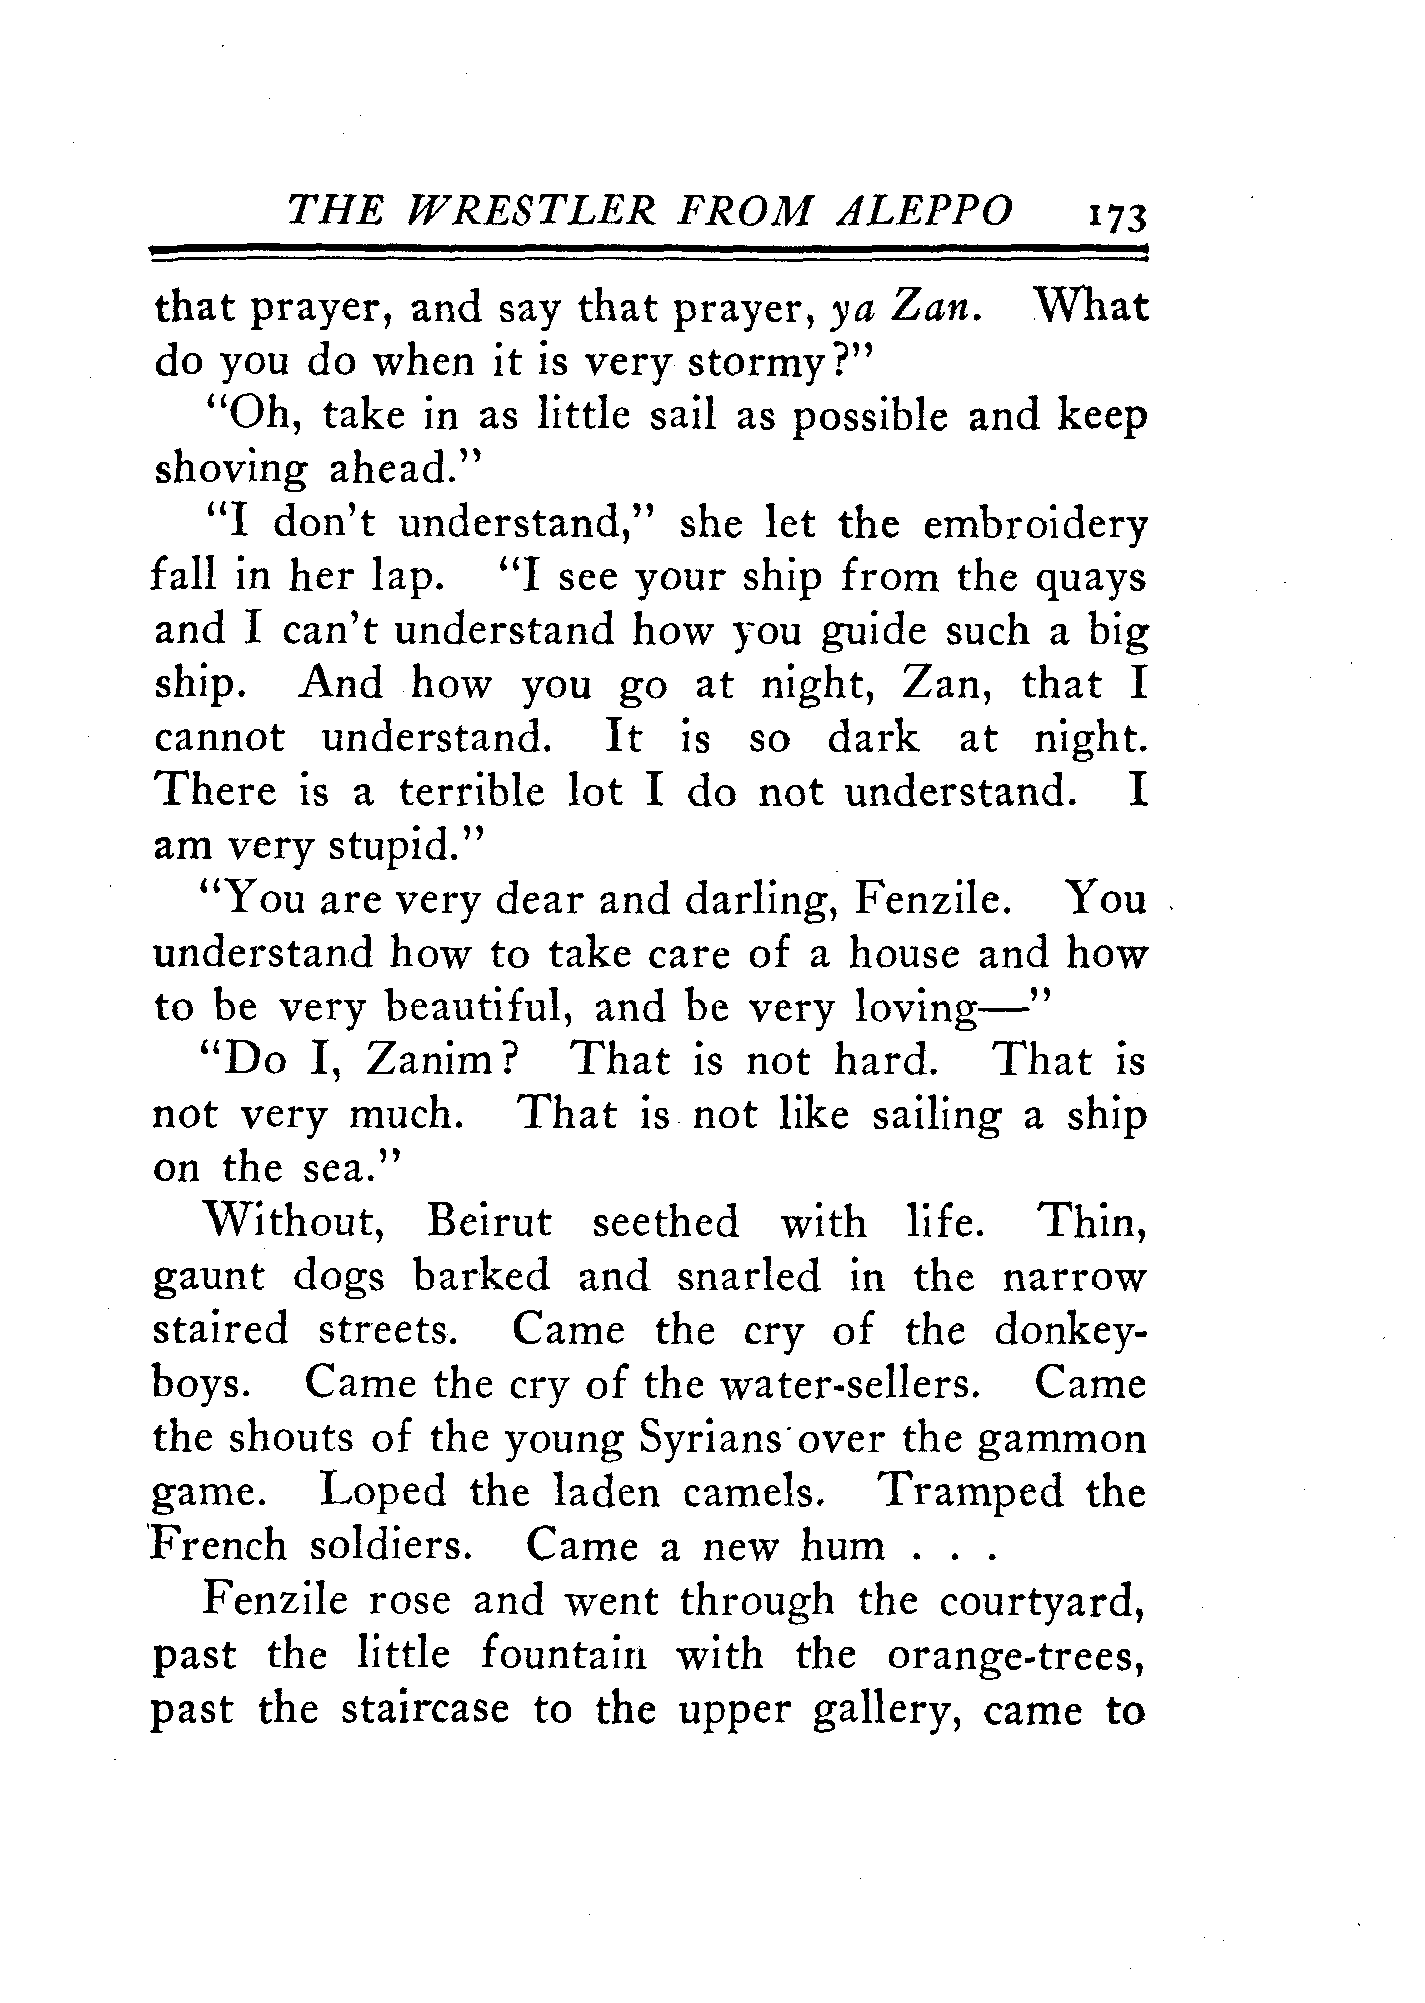 THE WRESTLER FROM ALEPPO 173
that prayer, and say that prayer, ya Zan. What
do you do when it is very stormy?"
"Oh, take in as little sail as possible and keep
shoving ahead."
"I don't understand," she let the embroidery
fall in her lap. "I see your ship from the quays
and I can't understand how you guide such a big
ship. And how you go at night, Zan, that I
cannot understand. It is so dark at night.
There is a terrible lot I do not understand. I
am very stupid."
"You are very dear and darling, Fenzile. You
understand how to take care of a house and how
to be very beautiful, and be very loving—"
"Do I, Zanim? That is not hard. That is
not very much. That is not like sailing a ship
on the sea."
Without, Beirut seethed with life. Thin,
gaunt dogs barked and snarled in the narrow
staired streets. Came the cry of the donkey-
boys. Came the cry of the water-sellers. Came
the shouts of the young Syrians over the gammon
game. Loped the laden camels. Tramped the
French soldiers. Came a new hum . . .
Fenzile rose and went through the courtyard,
past the little fountain with the orange-trees,
past the staircase to the upper gallery, came to